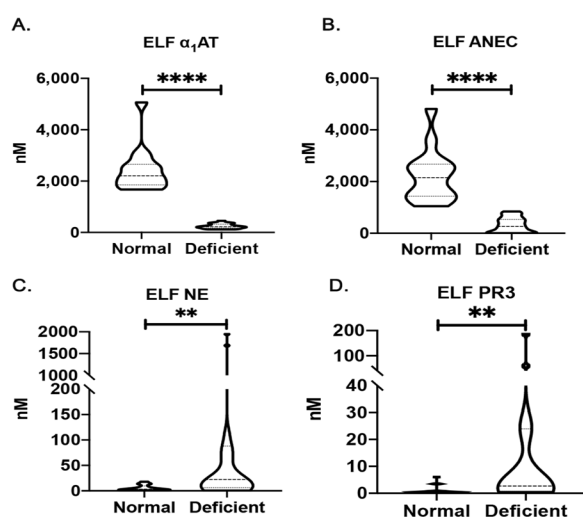 A.
ELF α₁AT
6,000
4,000
2,000
0
nM
****
Normal Deficient
B.
ELF ANEC
6,000
4,000
2,000
0
nM
****
Normal Deficient
C.
ELF NE
2000
1500
1000
200
150
100
50
0
nM
**
Normal Deficient
D.
ELF PR3
200
100
40
30
20
10
0
nM
**
Normal Deficient